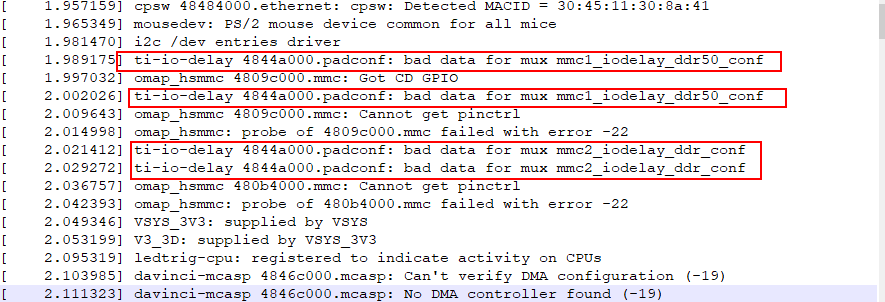 [    1.957159] cpsw 48484000.ethernet: cpsw: Detected MACID = 30:45:11:30:8a:41
[    1.965349] mousedev: PS/2 mouse device common for all mice
[    1.981470] i2c /dev entries driver
[    1.989175] ti-io-delay 4844a000.padconf: bad data for mux mmc1_iodelay_ddr50_conf
[    1.997032] omap_hsmmc 4809c000.mmc: Got CD GPIO
[    2.002026] ti-io-delay 4844a000.padconf: bad data for mux mmc1_iodelay_ddr50_conf
[    2.009643] omap_hsmmc 4809c000.mmc: Cannot get pinctrl
[    2.014998] omap_hsmmc: probe of 4809c000.mmc failed with error -22
[    2.021412] ti-io-delay 4844a000.padconf: bad data for mux mmc2_iodelay_ddr_conf
[    2.029272] ti-io-delay 4844a000.padconf: bad data for mux mmc2_iodelay_ddr_conf
[    2.036757] omap_hsmmc 480b4000.mmc: Cannot get pinctrl
[    2.042393] omap_hsmmc: probe of 480b4000.mmc failed with error -22
[    2.049346] VSYS_3V3: supplied by VSYS
[    2.053199] V3_3D: supplied by VSYS_3V3
[    2.095319] ledtrig-cpu: registered to indicate activity on CPUs
[    2.103985] davinci-mcasp 4846c000.mcasp: Can't verify DMA configuration (-19)
[    2.111323] davinci-mcasp 4846c000.mcasp: No DMA controller found (-19)